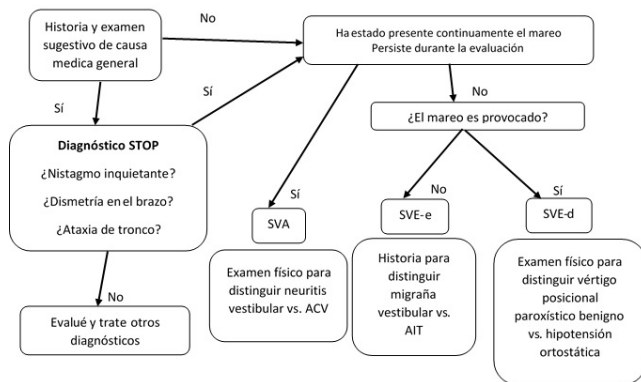 Historia y examen
sugestivo de causa
medica general
No
Ha estado presente continuamente el mareo
Persiste durante la evaluación
Sí
Sí
No
Diagnóstico STOP
¿Nistagmo inquietante?
¿Dismetría en el brazo?
¿Ataxia de tronco?
¿El mareo es provocado?
Sí
No
Sí
SVA
SVE-e
SVE-d
Examen físico para
distinguir neuritis
vestibular vs. ACV
Historia para
distinguir
migraña
vestibular vs.
AIT
Examen físico para
distinguir vértigo
posicional
paroxístico benigno
vs. hipotensión
ortostática
No
Evalué y trate otros
diagnósticos